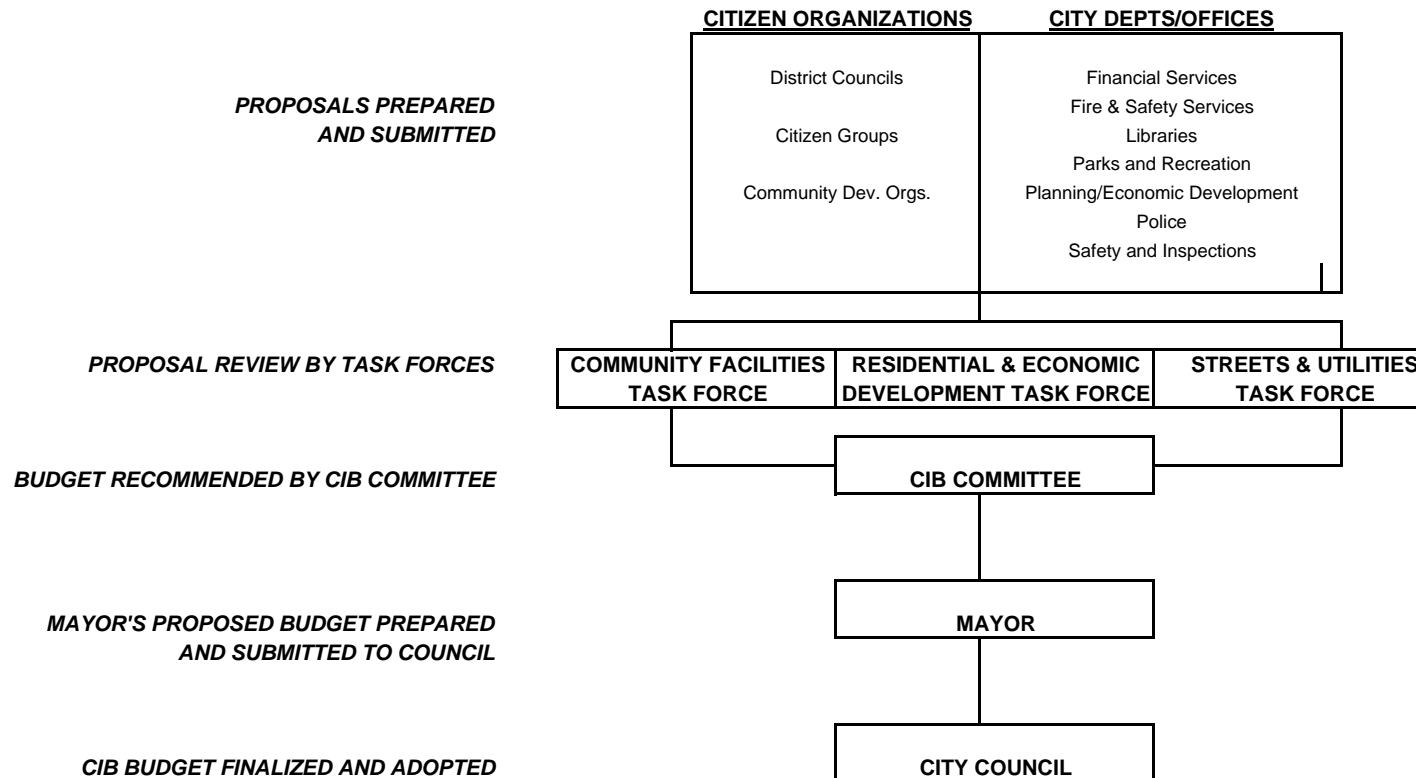 CITIZEN ORGANIZATIONS
CITY DEPTS/OFFICES
PROPOSALS PREPARED
AND SUBMITTED
District Councils
Citizen Groups
Community Dev. Orgs.
Financial Services
Fire & Safety Services
Libraries
Parks and Recreation
Planning/Economic Development
Police
Safety and Inspections
PROPOSAL REVIEW BY TASK FORCES
COMMUNITY FACILITIES
TASK FORCE
RESIDENTIAL & ECONOMIC
DEVELOPMENT TASK FORCE
STREETS & UTILITIES
TASK FORCE
BUDGET RECOMMENDED BY CIB COMMITTEE
CIB COMMITTEE
MAYOR'S PROPOSED BUDGET PREPARED
AND SUBMITTED TO COUNCIL
MAYOR
CIB BUDGET FINALIZED AND ADOPTED
CITY COUNCIL